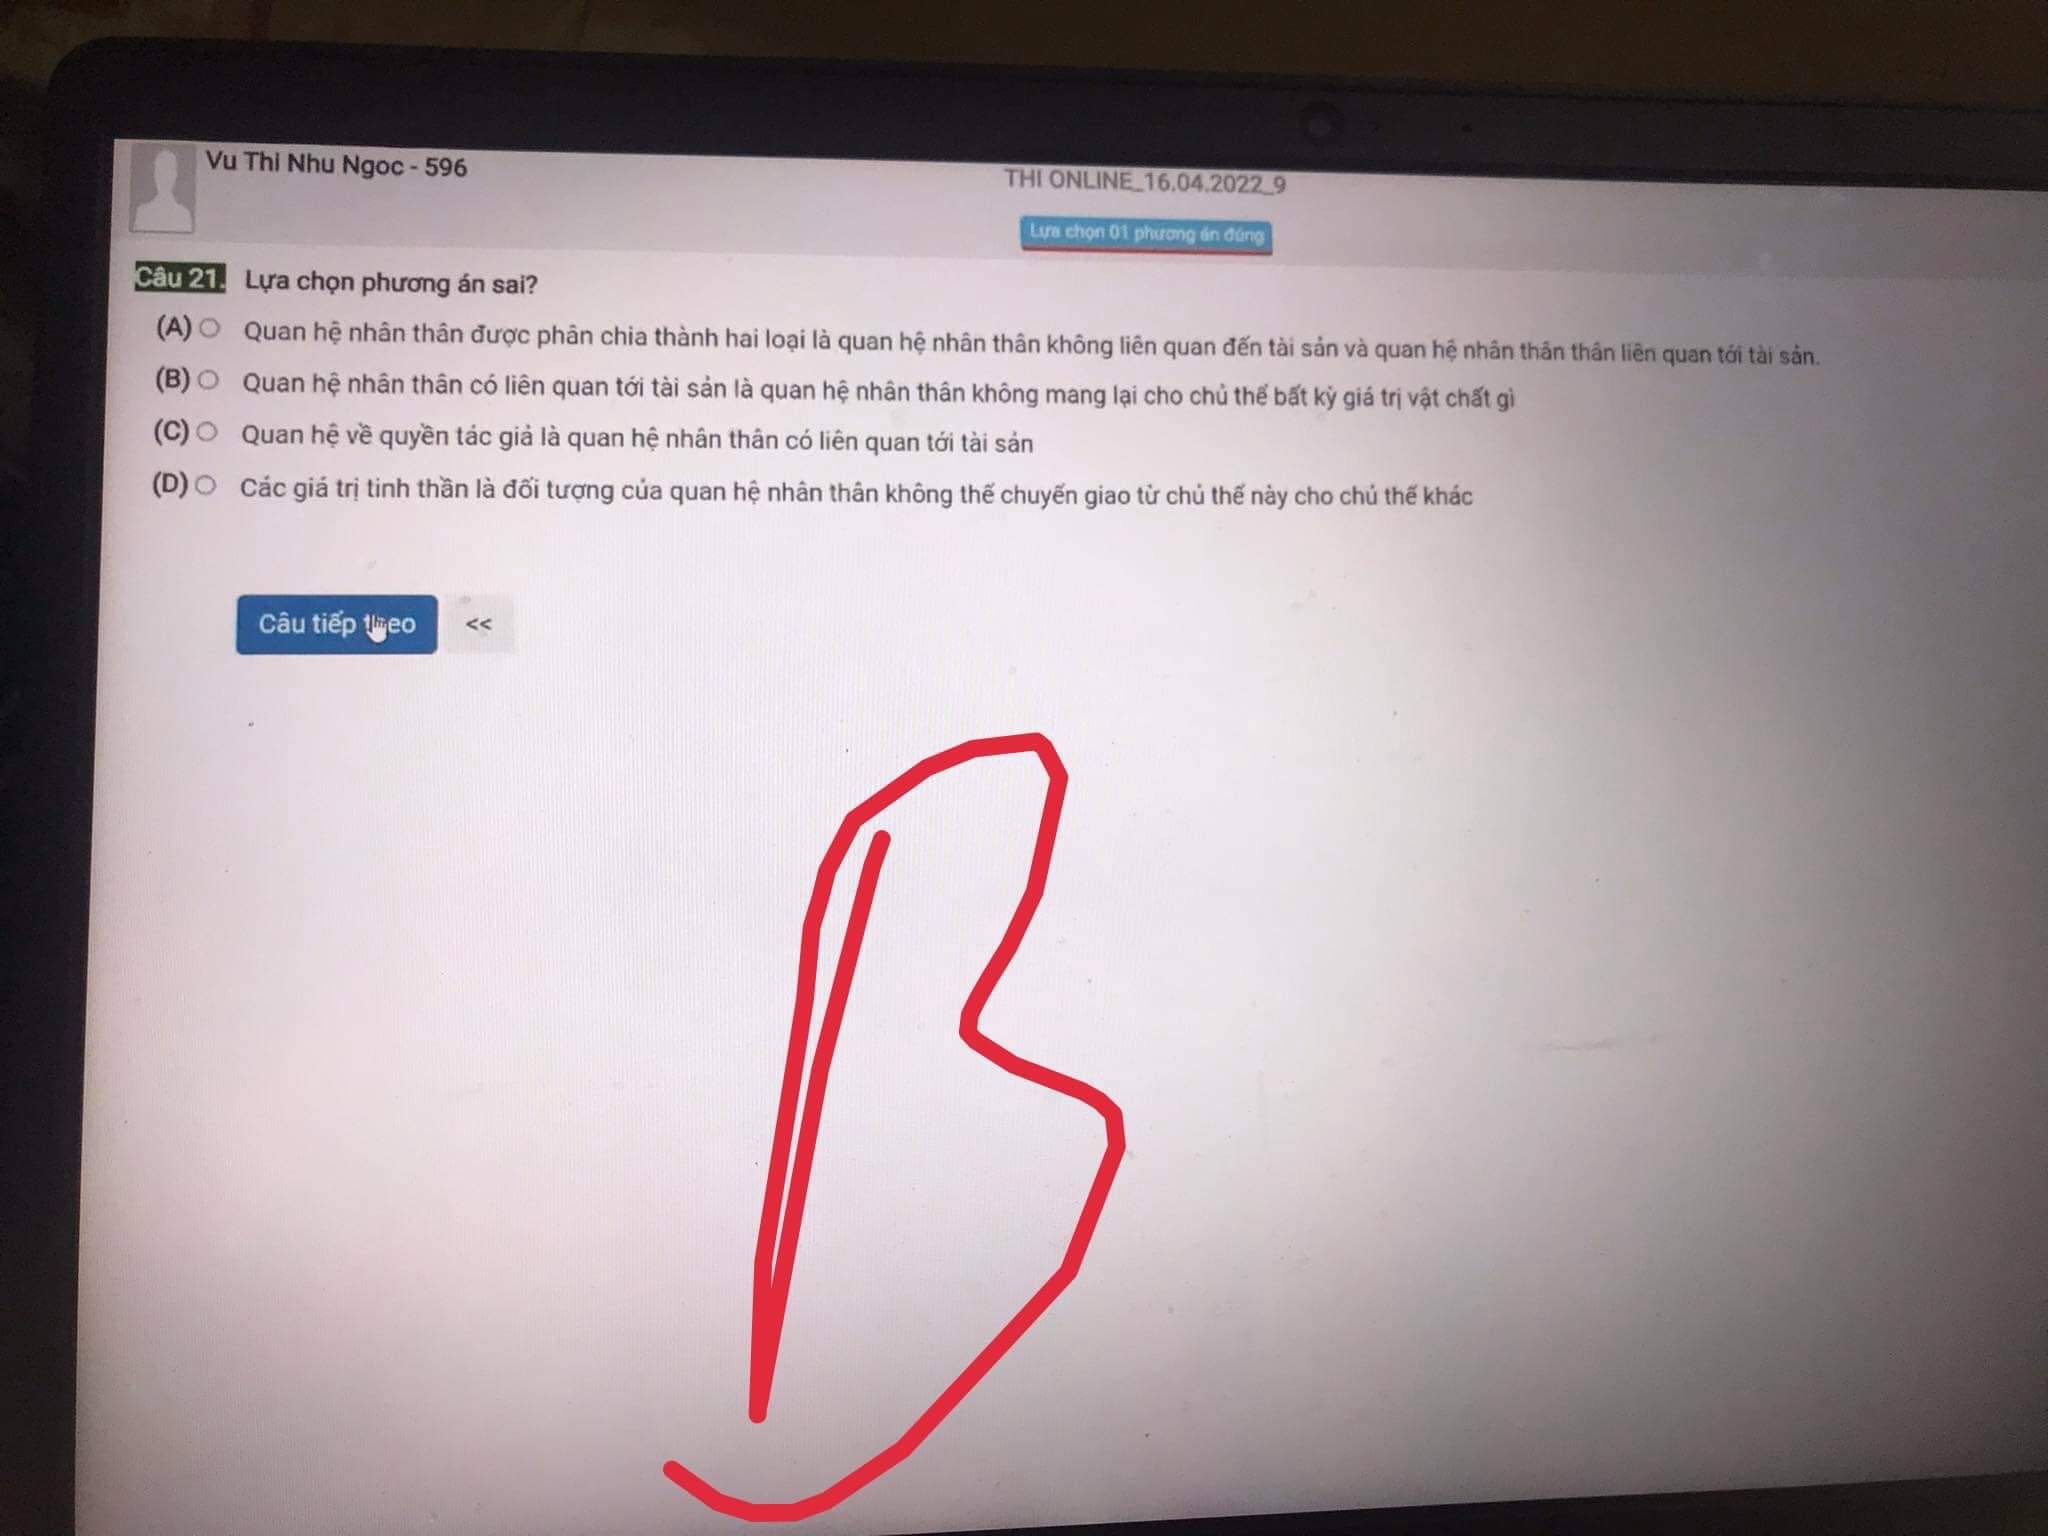 Vu Thi Nhu Ngoc - 596
THI ONLINE_16.04.2022_9
Lựa chọn 01 phương án đúng
Câu 21. Lựa chọn phương án sai?
(A) Quan hệ nhân thân được phân chia thành hai loại là quan hệ nhân thân không liên quan đến tài sản và quan hệ nhân thân thân liên quan tới tài sản.
(B) Quan hệ nhân thân có liên quan tới tài sản là quan hệ nhân thân không mang lại cho chủ thể bất kỳ giá trị vật chất gì
(C) Quan hệ về quyền tác giả là quan hệ nhân thân có liên quan tới tài sản
(D) Các giá trị tinh thần là đối tượng của quan hệ nhân thân không thể chuyển giao từ chủ thể này cho chủ thể khác
Câu tiếp theo <<
B